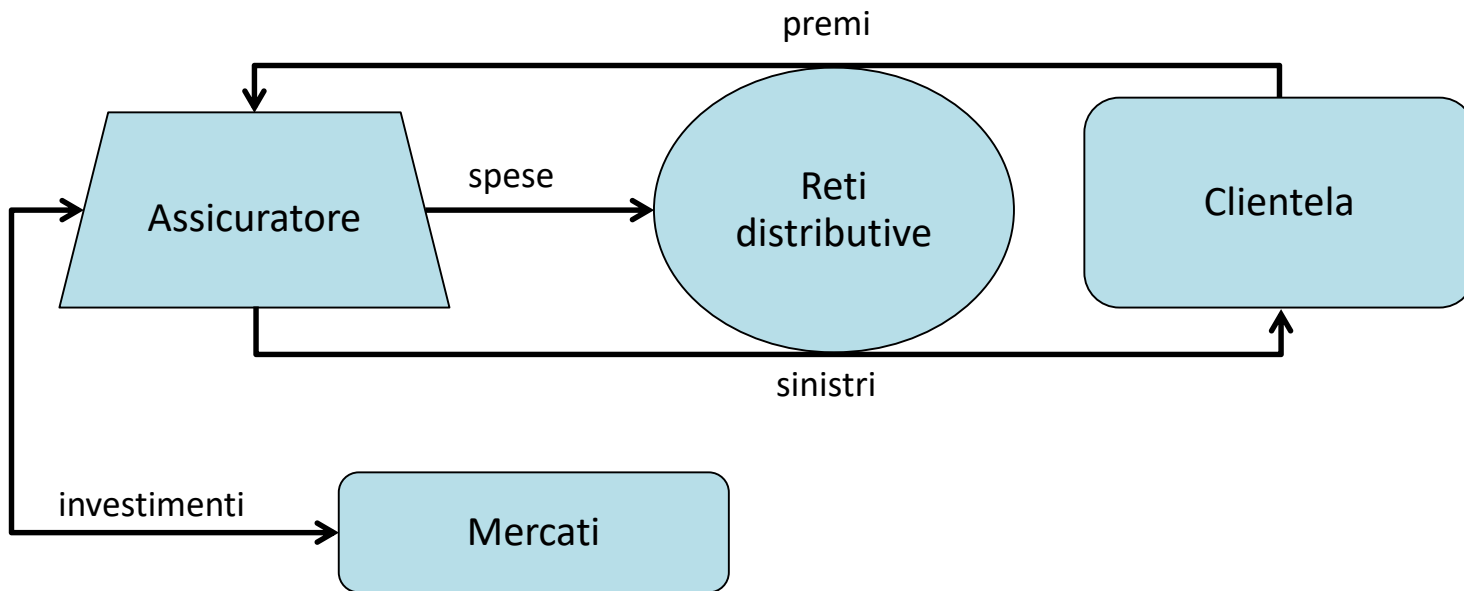 premi
Assicuratore
spese
Reti
distributive
Clientela
sinistri
investimenti
Mercati